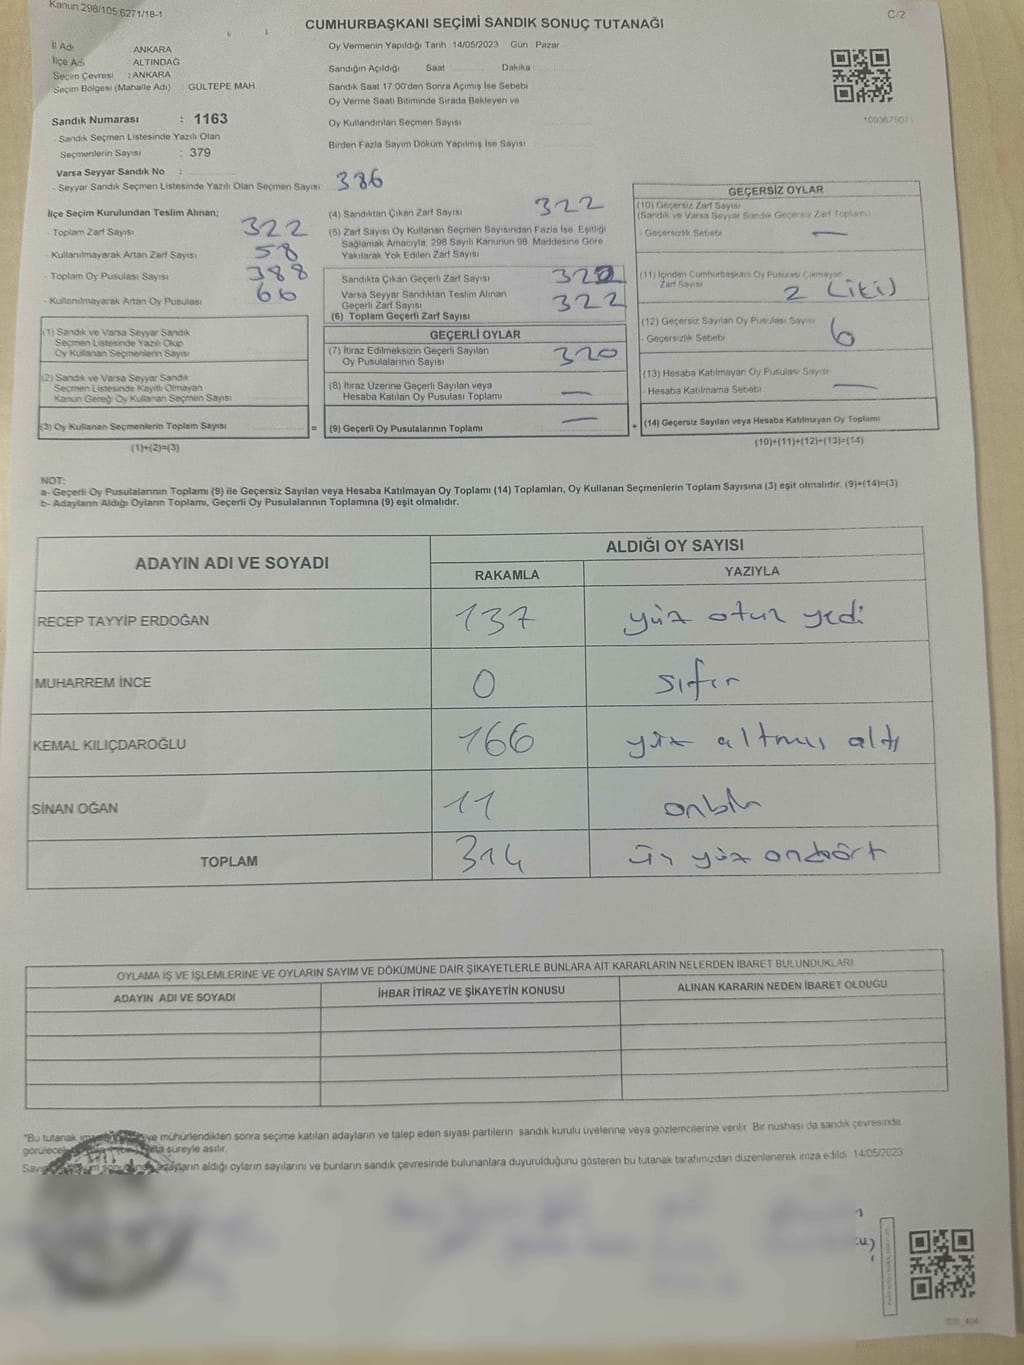 Kanun 298/105;6271/18-1
CUMHURBAŞKANI SEÇİMİ SANDIK SONUÇ TUTANAĞI
C/2
İl Adı ANKARA
İlçe Adı ALTINDAĞ
Seçim Çevresi : ANKARA
Seçim Bölgesi (Mahalle Adı) : GÜLTEPE MAH
Sandık Numarası : 1163
- Sandık Seçmen Listesinde Yazılı Olan
Seçmenlerin Sayısı : 379
Varsa Seyyar Sandık No :
- Seyyar Sandık Seçmen Listesinde Yazılı Olan Seçmen Sayısı 386
Oy Vermenin Yapıldığı Tarih : 14/05/2023 Gün : Pazar
Sandığın Açıldığı Saat Dakika
Sandık Saat 17:00'den Sonra Açımış İse Sebebi
Oy Verme Saati Bitiminde Sırada Bekleyen ve
Oy Kullandırılan Seçmen Sayısı
Birden Fazla Sayım Döküm Yapılmış İse Sayısı
İlçe Seçim Kurulundan Teslim Alınan;
- Toplam Zarf Sayısı 322
- Kullanılmayarak Artan Zarf Sayısı 58
- Toplam Oy Pusulası Sayısı 388
- Kullanılmayarak Artan Oy Pusulası 66
(1) Sandık ve Varsa Seyyar Sandık
Seçmen Listesinde Yazılı Olup
Oy Kullanan Seçmenlerin Sayısı
(2) Sandık ve Varsa Seyyar Sandık
Seçmen Listesinde Kayıtlı Olmayan
Kanun Gereği Oy Kullanan Seçmen Sayısı
(3) Oy Kullanan Seçmenlerin Toplam Sayısı =
(1)+(2)=(3)
(4) Sandıktan Çıkan Zarf Sayısı 322
(5) Zarf Sayısı Oy Kullanan Seçmen Sayısından Fazla İse, Eşitliği
Sağlamak Amacıyla, 298 Sayılı Kanunun 98. Maddesine Göre
Yakılarak Yok Edilen Zarf Sayısı
Sandıkta Çıkan Geçerli Zarf Sayısı 322
Varsa Seyyar Sandıktan Teslim Alınan
Geçerli Zarf Sayısı 322
(6) Toplam Geçerli Zarf Sayısı
GEÇERLİ OYLAR
(7) İtiraz Edilmeksizin Geçerli Sayılan
Oy Pusulalarının Sayısı 320
(8) İtiraz Üzerine Geçerli Sayılan veya
Hesaba Katılan Oy Pusulası Toplamı —
(9) Geçerli Oy Pusulalarının Toplamı — +
GEÇERSİZ OYLAR
(10) Geçersiz Zarf Sayısı
(Sandık ve Varsa Seyyar Sandık Geçersiz Zarf Toplamı)
- Geçersizlik Sebebi —
(11) İçinden Cumhurbaşkanı Oy Pusulası Çıkmayan
Zarf Sayısı 2 (iki)
(12) Geçersiz Sayılan Oy Pusulası Sayısı 6
- Geçersizlik Sebebi
(13) Hesaba Katılmayan Oy Pusulası Sayısı
- Hesaba Katılmama Sebebi —
(14) Geçersiz Sayılan veya Hesaba Katılmayan Oy Toplamı
(10)+(11)+(12)+(13)=(14)
NOT:
a- Geçerli Oy Pusulalarının Toplamı (9) ile Geçersiz Sayılan veya Hesaba Katılmayan Oy Toplamı (14) Toplamları, Oy Kullanan Seçmenlerin Toplam Sayısına (3) eşit olmalıdır. (9)+(14)=(3)
b- Adayların Aldığı Oyların Toplamı, Geçerli Oy Pusulalarının Toplamına (9) eşit olmalıdır.
ADAYIN ADI VE SOYADI ALDIĞI OY SAYISI
RAKAMLA YAZIYLA
RECEP TAYYİP ERDOĞAN 137 yüz otuz yedi
MUHARREM İNCE 0 sıfır
KEMAL KILIÇDAROĞLU 166 yüz altmış altı
SİNAN OĞAN 11 onbir
TOPLAM 314 üç yüz ondört
OYLAMA İŞ VE İŞLEMLERİNE VE OYLARIN SAYIM VE DÖKÜMÜNE DAİR ŞİKAYETLERLE BUNLARA AİT KARARLARIN NELERDEN İBARET BULUNDUKLARI
ADAYIN ADI VE SOYADI İHBAR İTİRAZ VE ŞİKAYETİN KONUSU ALINAN KARARIN NEDEN İBARET OLDUĞU
*Bu tutanak ve mühürlendikten sonra seçime katılan adayların ve talep eden siyasi partilerin sandık kurulu üyelerine veya gözlemcilerine verilir. Bir nüshası da sandık çevresinde
süreyle asılır.
adayların aldığı oyların sayılarını ve bunların sandık çevresinde bulunanlara duyurulduğunu gösteren bu tutanak tarafımızdan düzenlenerek imza edildi. 14/05/2023